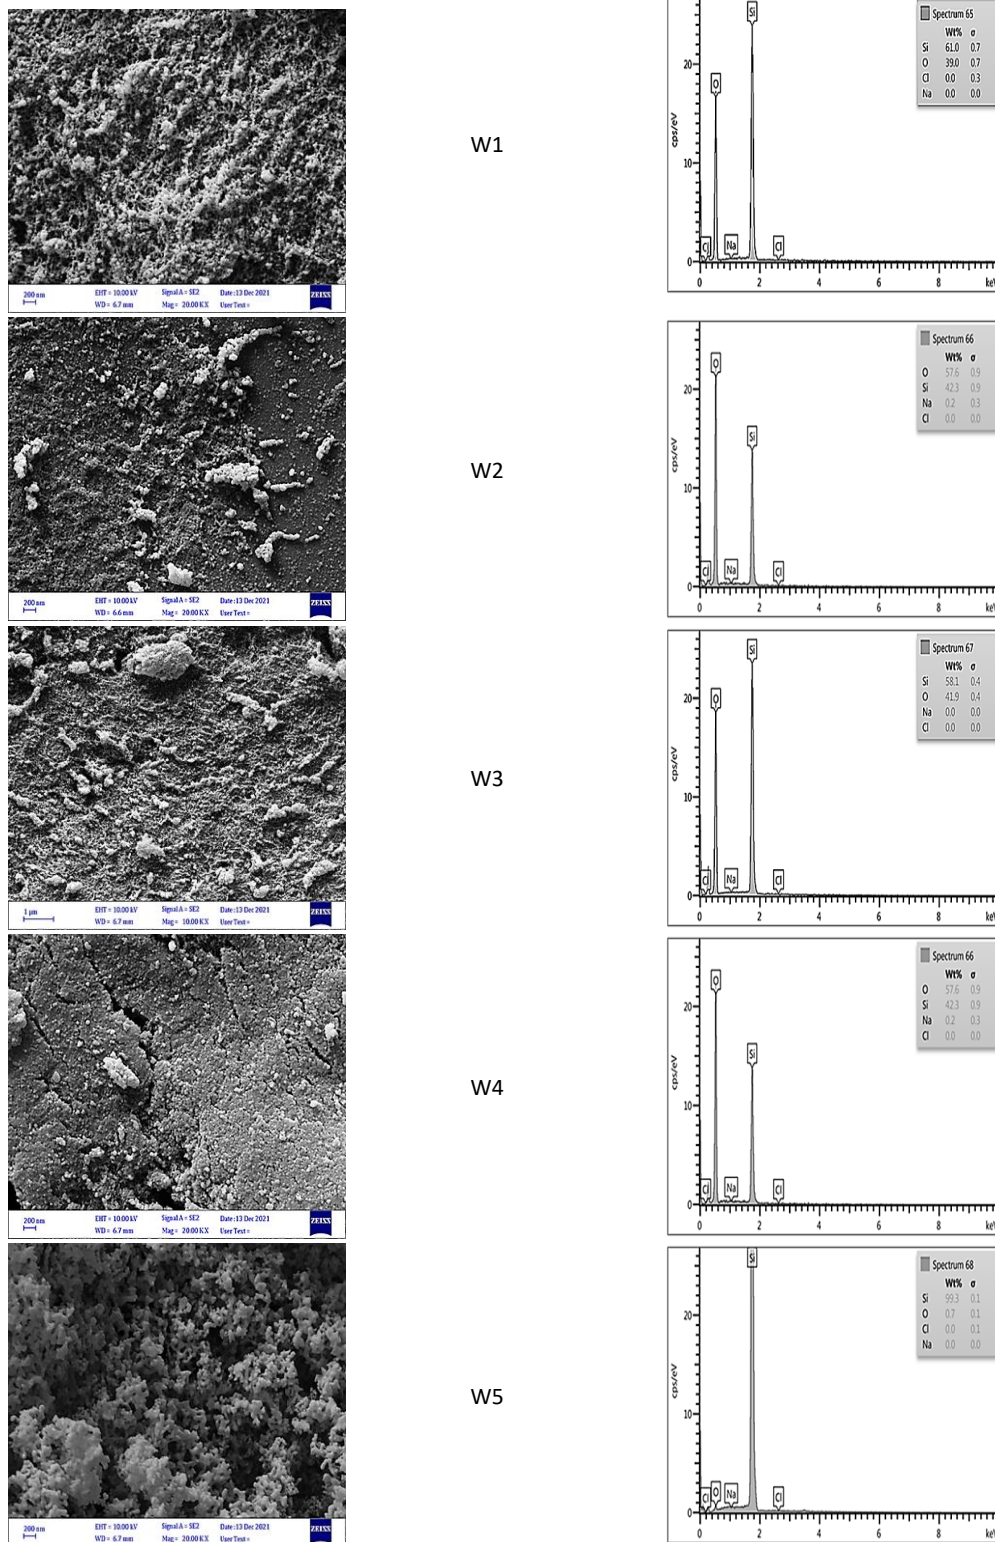 200 nm EHT = 10.00 kV Signal A = SE2 Date :13 Dec 2021 ZEISS
WD = 6.7 mm Mag = 20.00 K X User Text =
W1
Spectrum 65
Wt% σ
Si 61.0 0.7
O 39.0 0.7
Cl 0.0 0.3
Na 0.0 0.0
cps/eV
20
10
0
Cl O Na Si Cl
0 2 4 6 8 keV
200 nm EHT = 10.00 kV Signal A = SE2 Date :13 Dec 2021 ZEISS
WD = 6.6 mm Mag = 20.00 K X User Text =
W2
Spectrum 66
Wt% σ
O 57.6 0.9
Si 42.3 0.9
Na 0.2 0.3
Cl 0.0 0.0
cps/eV
20
10
0
Cl O Na Si Cl
0 2 4 6 8 keV
1 µm EHT = 10.00 kV Signal A = SE2 Date :13 Dec 2021 ZEISS
WD = 6.7 mm Mag = 10.00 K X User Text =
W3
Spectrum 67
Wt% σ
Si 58.1 0.4
O 41.9 0.4
Na 0.0 0.0
Cl 0.0 0.0
cps/eV
20
10
0
Cl O Na Si Cl
0 2 4 6 8 keV
200 nm EHT = 10.00 kV Signal A = SE2 Date :13 Dec 2021 ZEISS
WD = 6.7 mm Mag = 20.00 K X User Text =
W4
Spectrum 66
Wt% σ
O 57.6 0.9
Si 42.3 0.9
Na 0.2 0.3
Cl 0.0 0.0
cps/eV
20
10
0
Cl O Na Si Cl
0 2 4 6 8 keV
200 nm EHT = 10.00 kV Signal A = SE2 Date :13 Dec 2021 ZEISS
WD = 6.7 mm Mag = 20.00 K X User Text =
W5
Spectrum 68
Wt% σ
Si 99.3 0.1
O 0.7 0.1
Cl 0.0 0.1
Na 0.0 0.0
cps/eV
20
10
0
Cl O Na Si Cl
0 2 4 6 8 keV